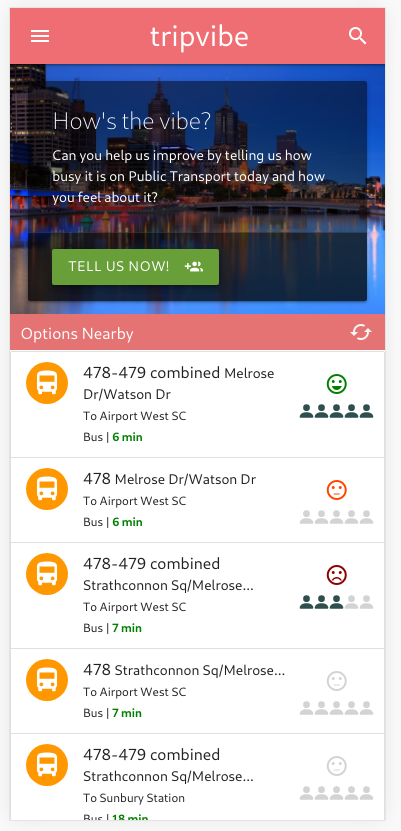 tripvibe
How's the vibe?
Can you help us improve by telling us how
busy it is on Public Transport today and how
you feel about it?
TELL US NOW!
Options Nearby
478-479 combined Melrose
Dr/Watson Dr
To Airport West SC
Bus | 6 min
478 Melrose Dr/Watson Dr
To Airport West SC
Bus | 6 min
478-479 combined
Strathconnon Sq/Melrose...
To Airport West SC
Bus | 7 min
478 Strathconnon Sq/Melrose...
To Airport West SC
Bus | 7 min
478-479 combined
Strathconnon Sq/Melrose...
To Sunbury Station
Bus | 18 min